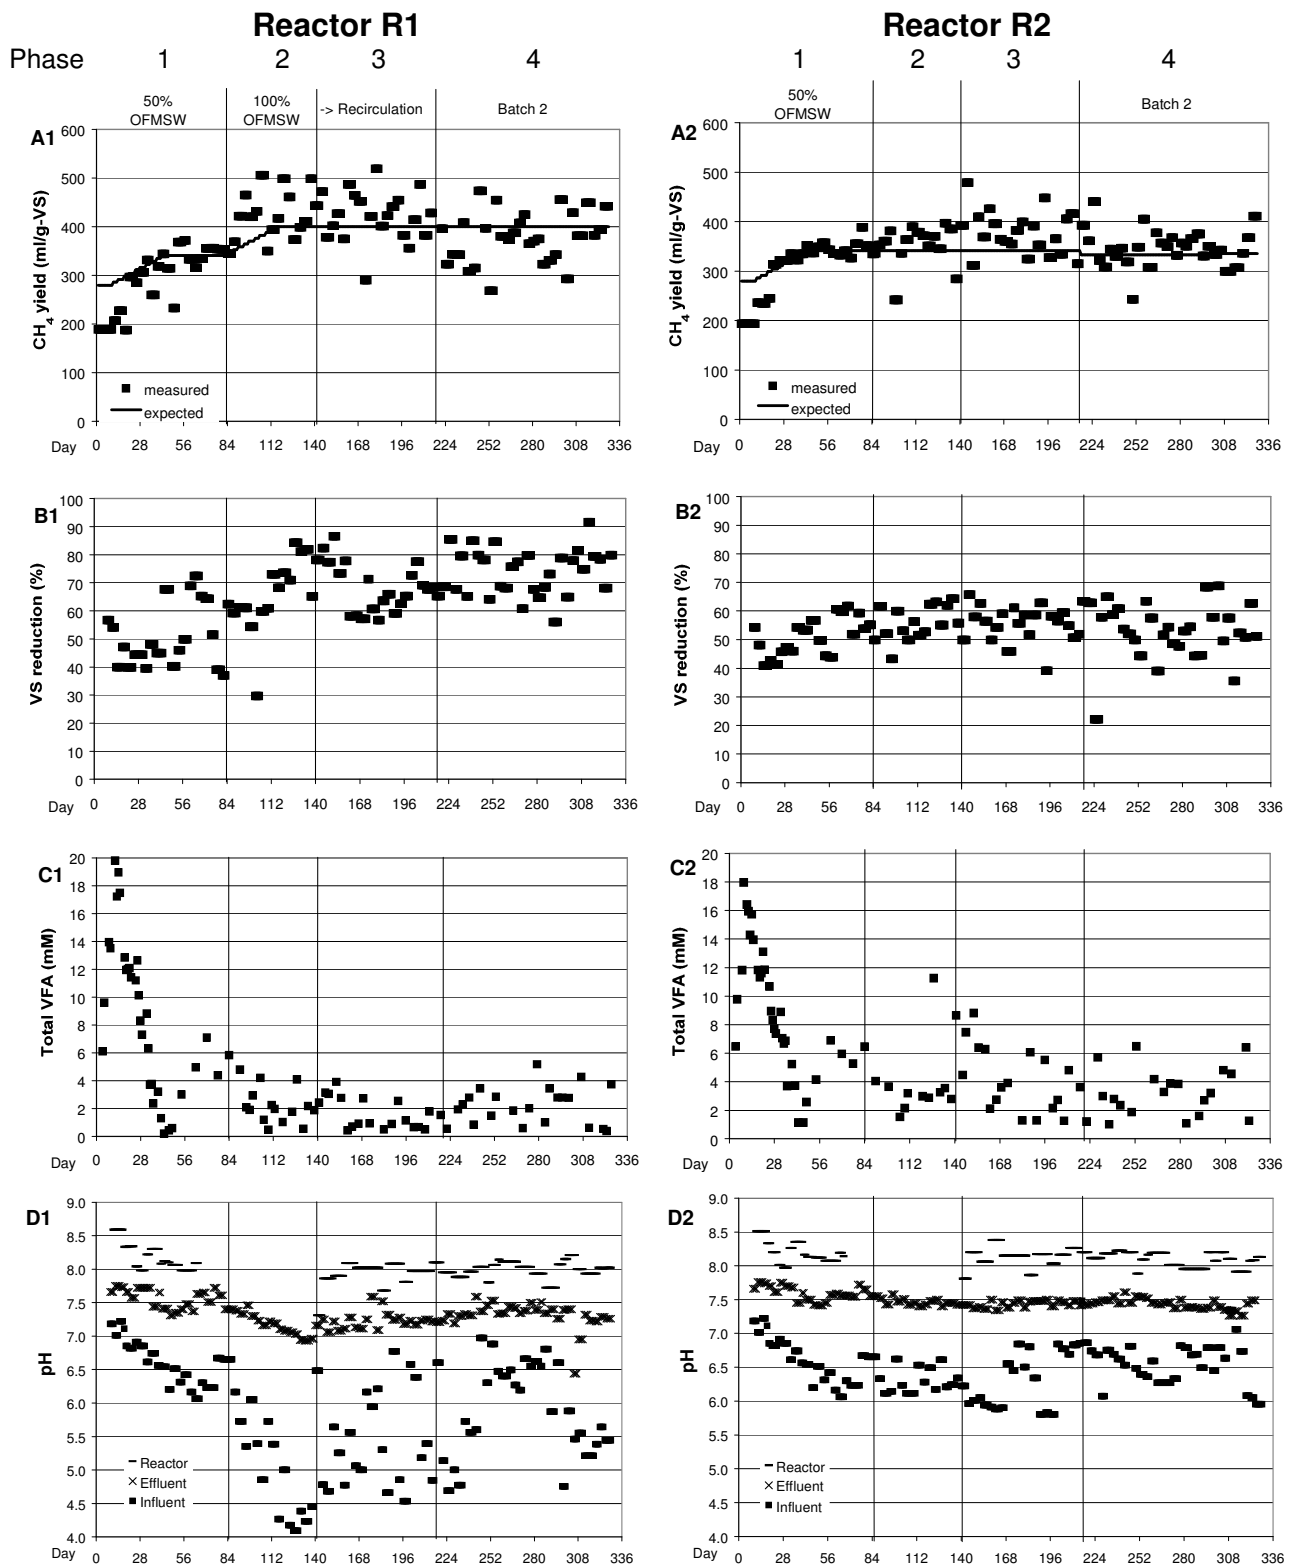 Reactor R1
Reactor R2
Phase 1 2 3 4 1 2 3 4
50% OFMSW
100% OFMSW
-> Recirculation
Batch 2
50% OFMSW
Batch 2
A1
CH4 yield (ml/g-VS)
600
500
400
300
200
100
0
measured
expected
Day 0 28 56 84 112 140 168 196 224 252 280 308 336
A2
CH4 yield (ml/g-VS)
600
500
400
300
200
100
0
measured
expected
Day 0 28 56 84 112 140 168 196 224 252 280 308 336
B1
VS reduction (%)
100
90
80
70
60
50
40
30
20
10
0
Day 0 28 56 84 112 140 168 196 224 252 280 308 336
B2
VS reduction (%)
100
90
80
70
60
50
40
30
20
10
0
Day 0 28 56 84 112 140 168 196 224 252 280 308 336
C1
Total VFA (mM)
20
18
16
14
12
10
8
6
4
2
0
Day 0 28 56 84 112 140 168 196 224 252 280 308 336
C2
Total VFA (mM)
20
18
16
14
12
10
8
6
4
2
0
Day 0 28 56 84 112 140 168 196 224 252 280 308 336
D1
pH
9.0
8.5
8.0
7.5
7.0
6.5
6.0
5.5
5.0
4.5
4.0
Reactor
Effluent
Influent
Day 0 28 56 84 112 140 168 196 224 252 280 308 336
D2
pH
9.0
8.5
8.0
7.5
7.0
6.5
6.0
5.5
5.0
4.5
4.0
Reactor
Effluent
Influent
Day 0 28 56 84 112 140 168 196 224 252 280 308 336